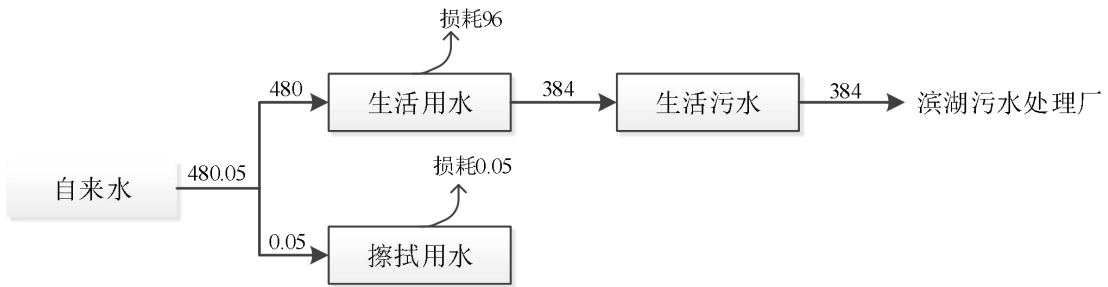 损耗96
480
生活用水
384
生活污水
384
滨湖污水处理厂
自来水
480.05
损耗0.05
0.05
擦拭用水